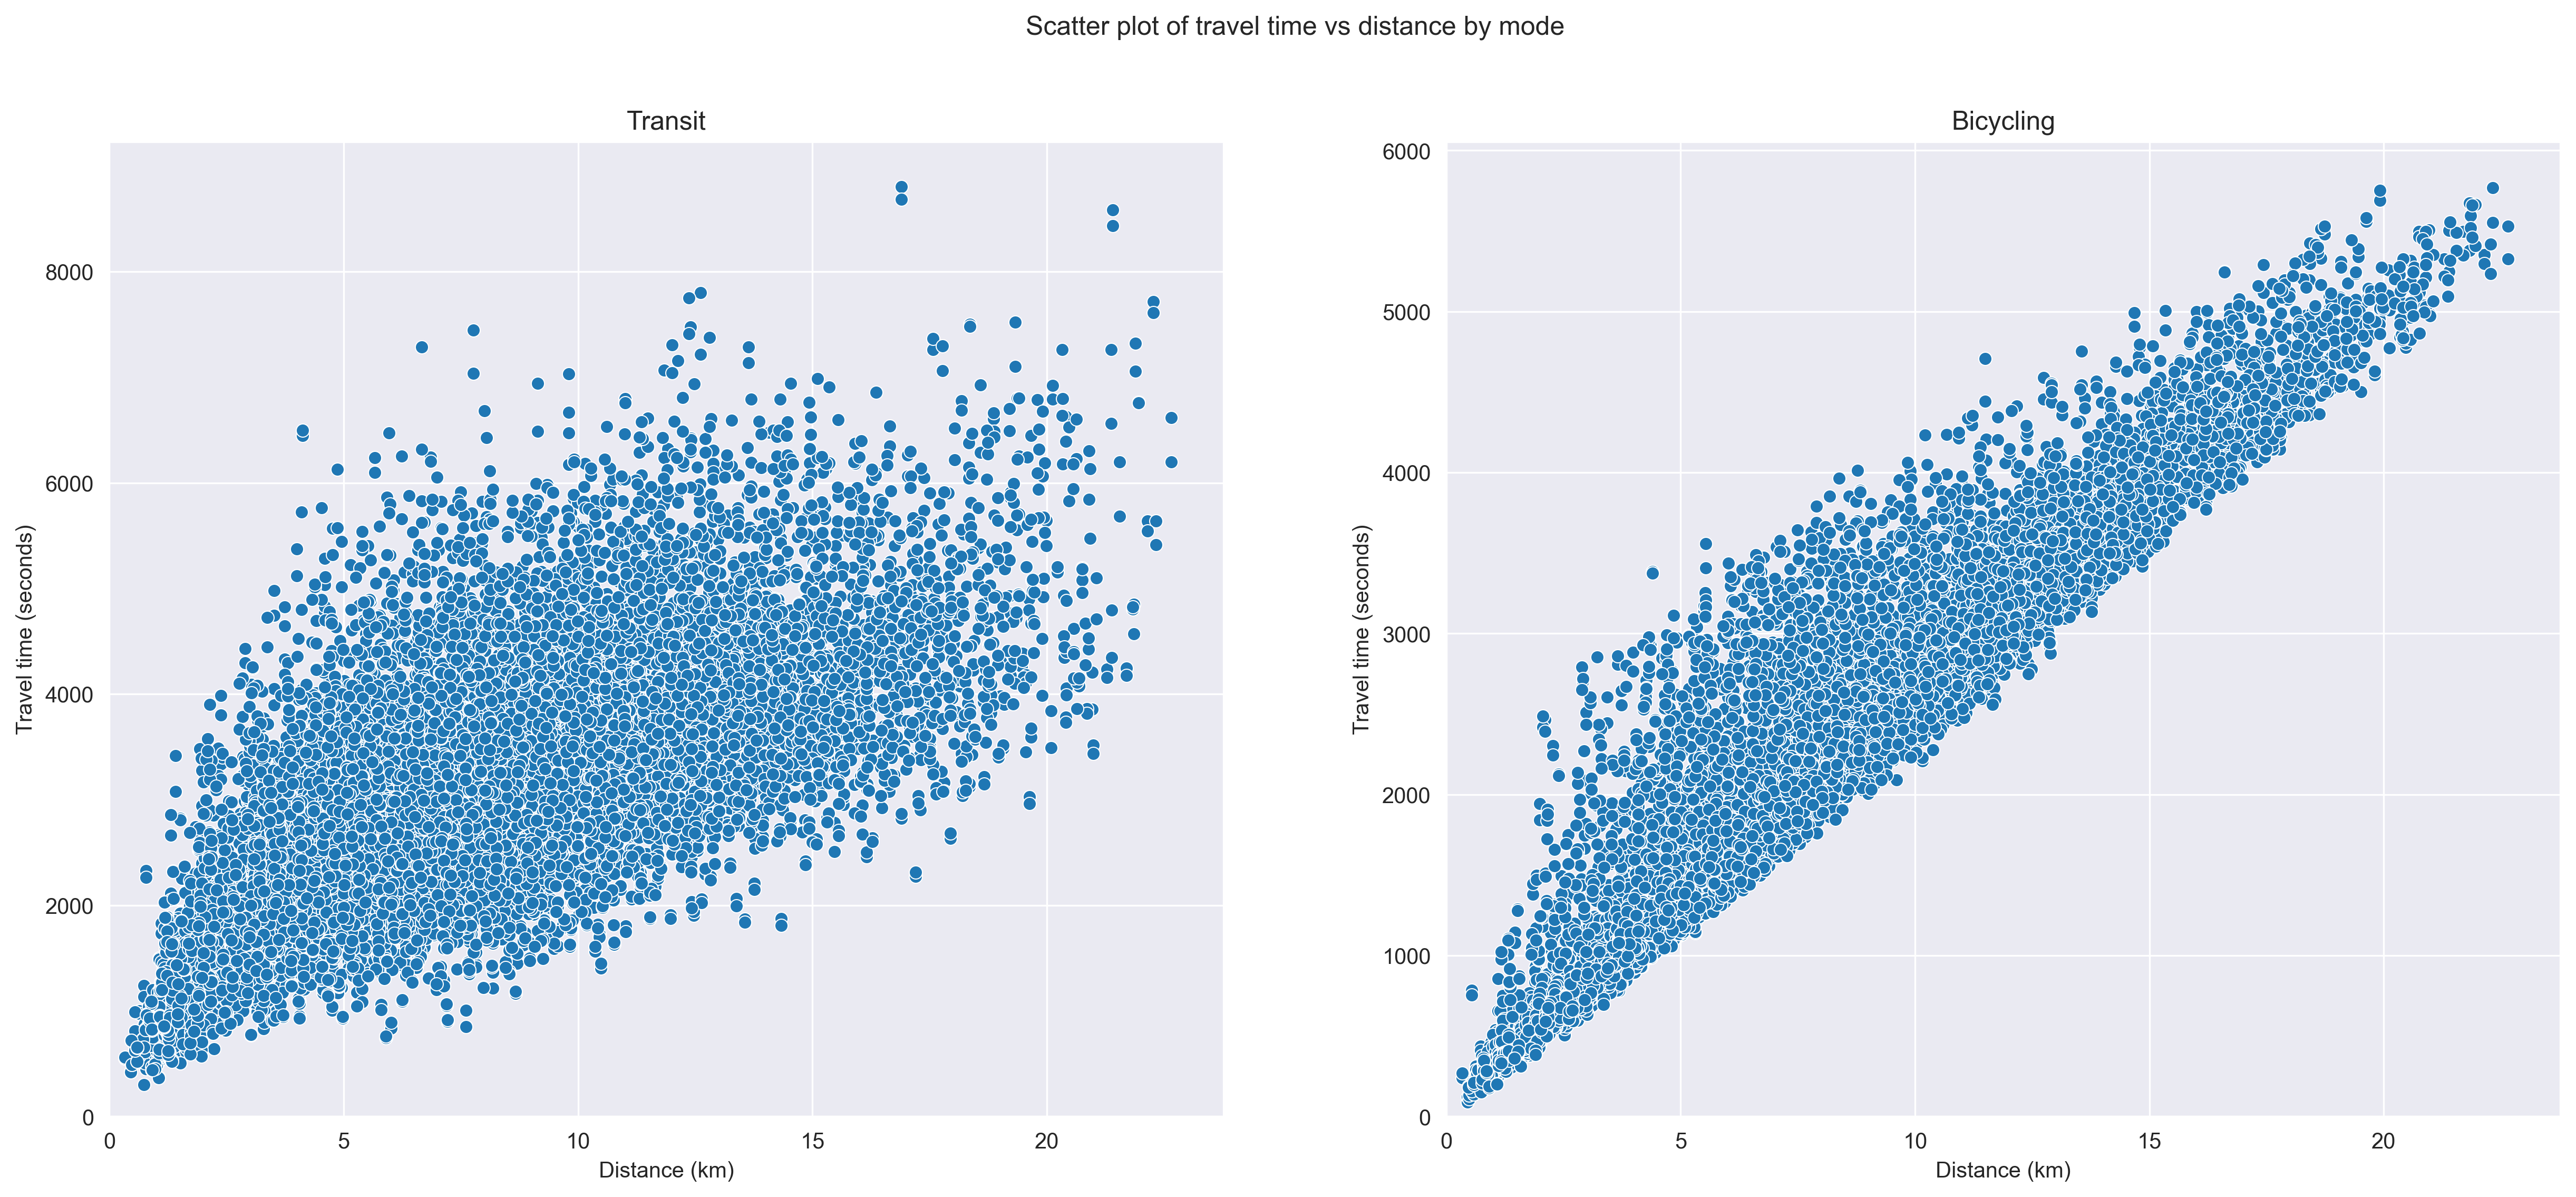 Scatter plot of travel time vs distance by mode
Transit
Travel time (seconds)
8000
6000
4000
2000
0
0 5 10 15 20
Distance (km)
Bicycling
Travel time (seconds)
6000
5000
4000
3000
2000
1000
0
0 5 10 15 20
Distance (km)